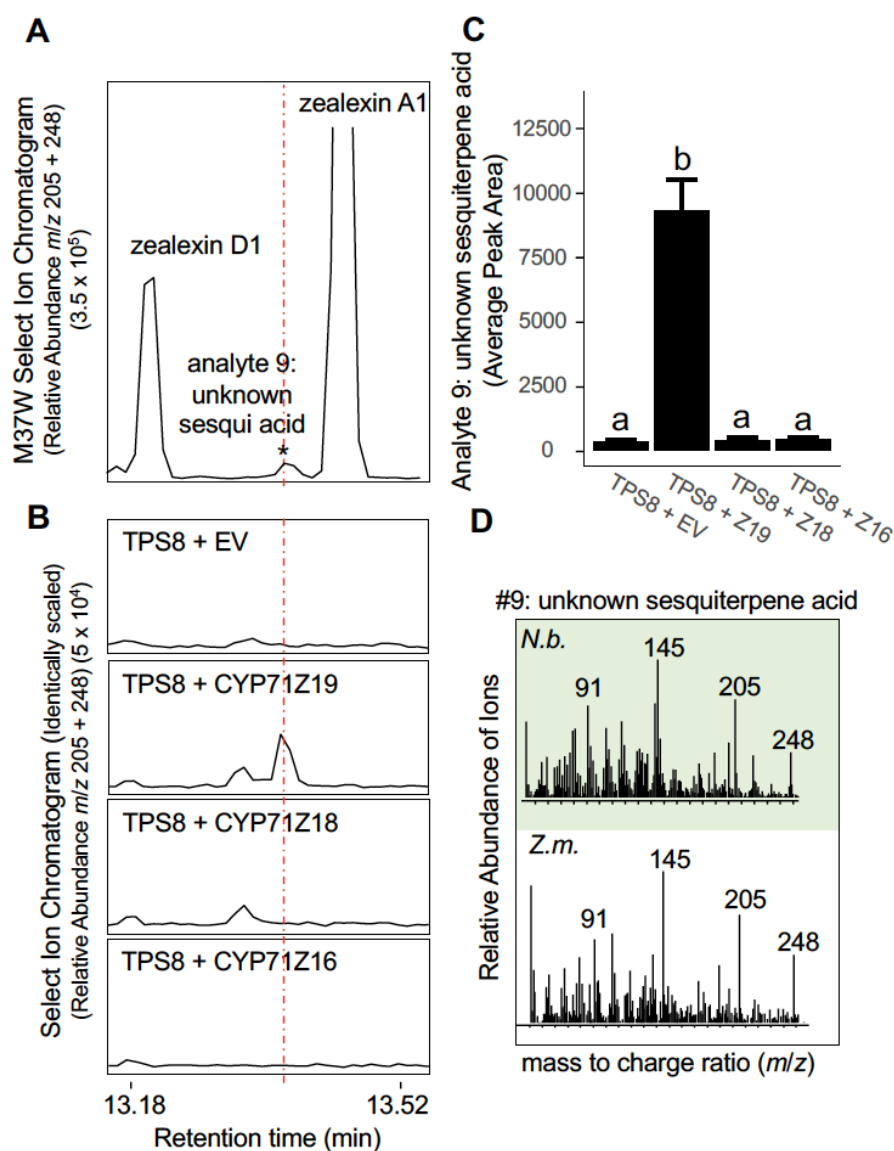 A
M37W Select Ion Chromatogram
(Relative Abundance m/z 205 + 248)
(3.5 x 10⁵)
zealexin D1
zealexin A1
analyte 9:
unknown
sesqui acid
*
B
Select Ion Chromatogram (Identically scaled)
(Relative Abundance m/z 205 + 248) (5 x 10⁴)
TPS8 + EV
TPS8 + CYP71Z19
TPS8 + CYP71Z18
TPS8 + CYP71Z16
13.18
13.52
Retention time (min)
C
Analyte 9: unknown sesquiterpene acid
(Average Peak Area)
12500
10000
7500
5000
2500
0
a
b
a
a
TPS8 + EV
TPS8 + Z19
TPS8 + Z18
TPS8 + Z16
D
#9: unknown sesquiterpene acid
Relative Abundance of Ions
N.b.
91
145
205
248
Z.m.
91
145
205
248
mass to charge ratio (m/z)